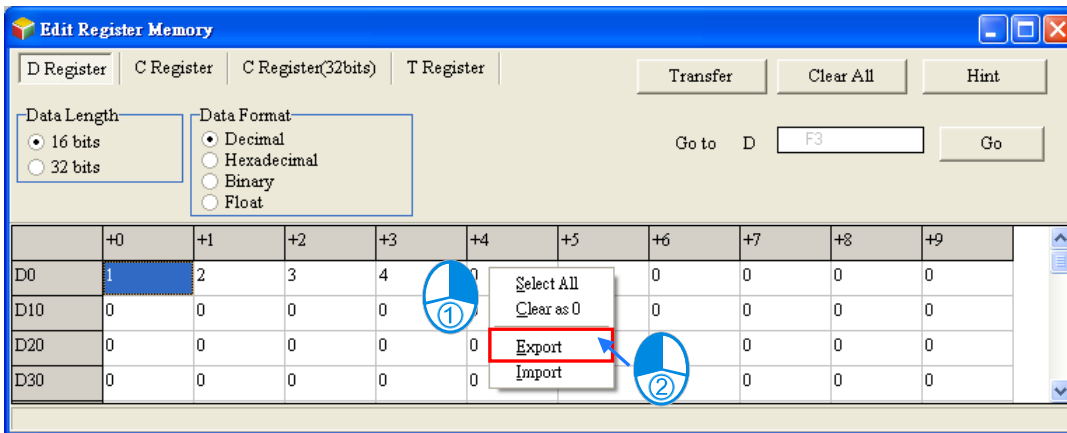 Edit Register Memory
D Register C Register C Register(32bits) T Register Transfer Clear All Hint
Data Length Data Format
16 bits Decimal Go to D F3 Go
32 bits Hexadecimal
Binary
Float
+0 +1 +2 +3 +4 +5 +6 +7 +8 +9
D0 1 2 3 4 0 Select All 0 0 0 0
D10 0 0 0 0 ① Clear as 0 0 0 0 0
D20 0 0 0 0 0 Export 0 0 0
D30 0 0 0 0 0 Import ② 0 0 0